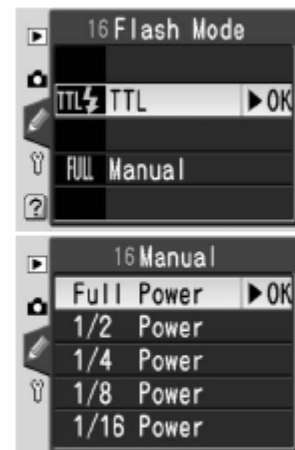 16 Flash Mode
TTL TTL OK
FULL Manual
?
16 Manual
Full Power OK
1/2 Power
1/4 Power
1/8 Power
1/16 Power